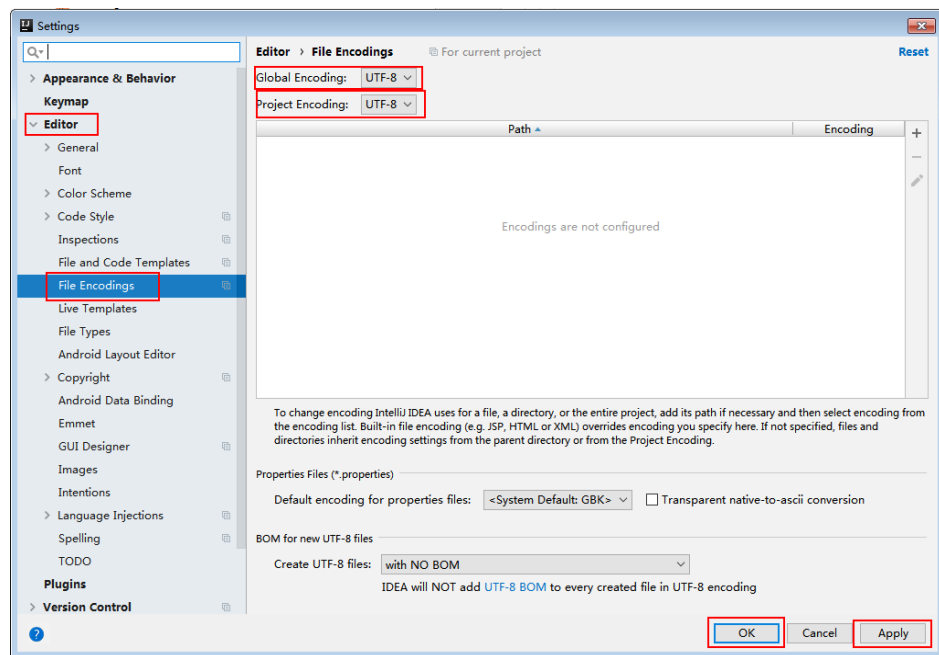 Settings
Editor › File Encodings For current project Reset
Appearance & Behavior
Keymap
Editor
General
Font
Color Scheme
Code Style
Inspections
File and Code Templates
File Encodings
Live Templates
File Types
Android Layout Editor
Copyright
Android Data Binding
Emmet
GUI Designer
Images
Intentions
Language Injections
Spelling
TODO
Plugins
Version Control
Global Encoding: UTF-8
Project Encoding: UTF-8
Path Encoding
Encodings are not configured
To change encoding IntelliJ IDEA uses for a file, a directory, or the entire project, add its path if necessary and then select encoding from
the encoding list. Built-in file encoding (e.g. JSP, HTML or XML) overrides encoding you specify here. If not specified, files and
directories inherit encoding settings from the parent directory or from the Project Encoding.
Properties Files (*.properties)
Default encoding for properties files: <System Default: GBK> Transparent native-to-ascii conversion
BOM for new UTF-8 files
Create UTF-8 files: with NO BOM
IDEA will NOT add UTF-8 BOM to every created file in UTF-8 encoding
? OK Cancel Apply